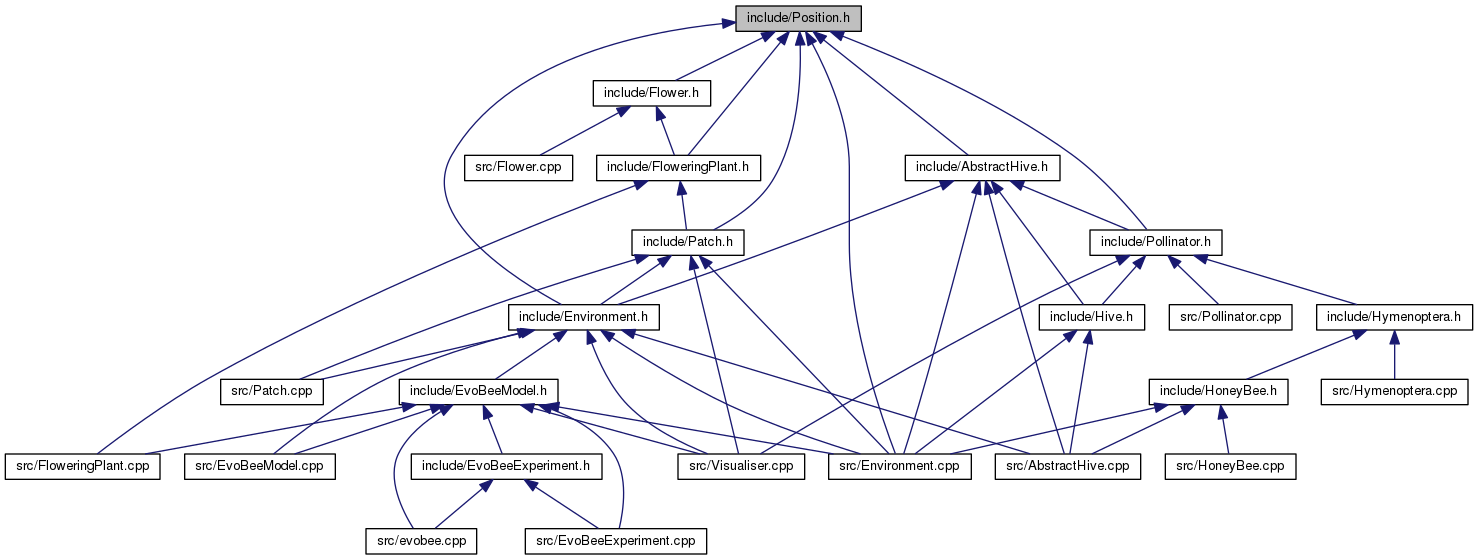 include/Position.h
include/Flower.h
src/Flower.cpp
include/FloweringPlant.h
include/AbstractHive.h
include/Patch.h
include/Pollinator.h
include/Environment.h
include/Hive.h
src/Pollinator.cpp
include/Hymenoptera.h
src/Patch.cpp
include/EvoBeeModel.h
include/HoneyBee.h
src/Hymenoptera.cpp
src/FloweringPlant.cpp
src/EvoBeeModel.cpp
include/EvoBeeExperiment.h
src/Visualiser.cpp
src/Environment.cpp
src/AbstractHive.cpp
src/HoneyBee.cpp
src/evobee.cpp
src/EvoBeeExperiment.cpp